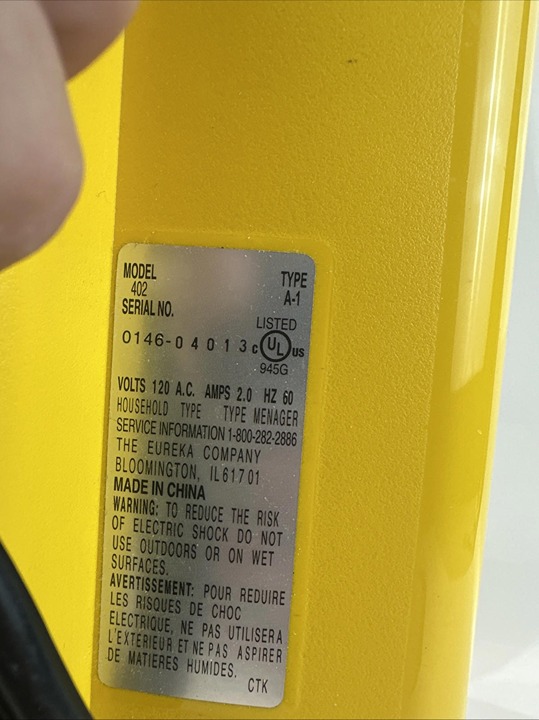 MODEL TYPE
402 A-1
SERIAL NO.
LISTED
0146-04013 c UL us
945G
VOLTS 120 A.C. AMPS 2.0 HZ 60
HOUSEHOLD TYPE TYPE MENAGER
SERVICE INFORMATION 1-800-282-2886
THE EUREKA COMPANY
BLOOMINGTON, IL 61701
MADE IN CHINA
WARNING: TO REDUCE THE RISK
OF ELECTRIC SHOCK DO NOT
USE OUTDOORS OR ON WET
SURFACES.
AVERTISSEMENT: POUR REDUIRE
LES RISQUES DE CHOC
ELECTRIQUE, NE PAS UTILISERA
L'EXTERIEUR ET NE PAS ASPIRER
DE MATIERES HUMIDES.
CTK